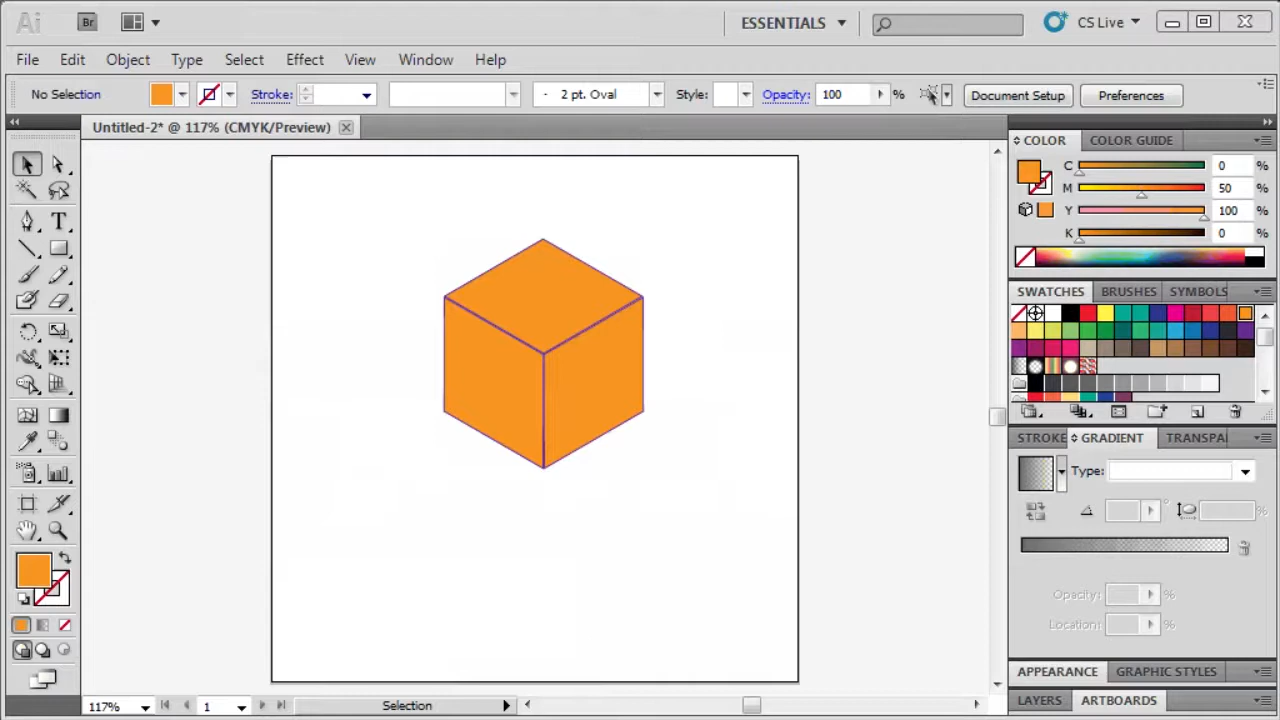 Ai Br ESSENTIALS CS Live
File Edit Object Type Select Effect View Window Help
No Selection Stroke: 2 pt. Oval Style: Opacity: 100 % Document Setup Preferences
Untitled-2* @ 117% (CMYK/Preview)
COLOR COLOR GUIDE
C 0 %
M 50 %
Y 100 %
K 0 %
SWATCHES BRUSHES SYMBOLS
STROKE GRADIENT TRANSPA
Type:
° %
Opacity: %
Location: %
APPEARANCE GRAPHIC STYLES
LAYERS ARTBOARDS
117% 1 Selection